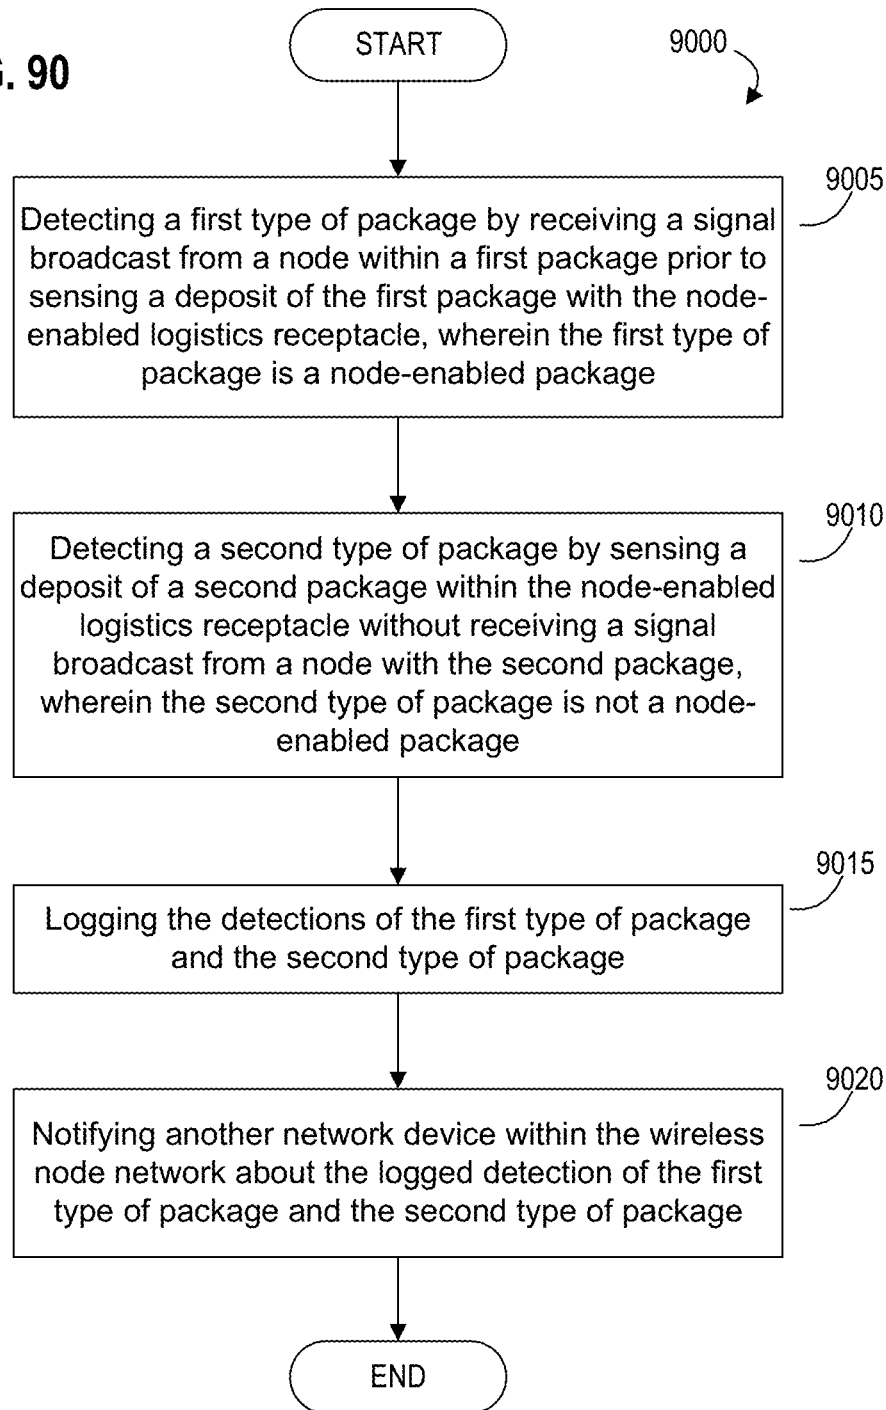 START
9000
. 90
9005
Detecting a first type of package by receiving a signal
broadcast from a node within a first package prior to
sensing a deposit of the first package with the node-
enabled logistics receptacle, wherein the first type of
package is a node-enabled package
9010
Detecting a second type of package by sensing a
deposit of a second package within the node-enabled
logistics receptacle without receiving a signal
broadcast from a node with the second package,
wherein the second type of package is not a node-
enabled package
9015
Logging the detections of the first type of package
and the second type of package
9020
Notifying another network device within the wireless
node network about the logged detection of the first
type of package and the second type of package
END